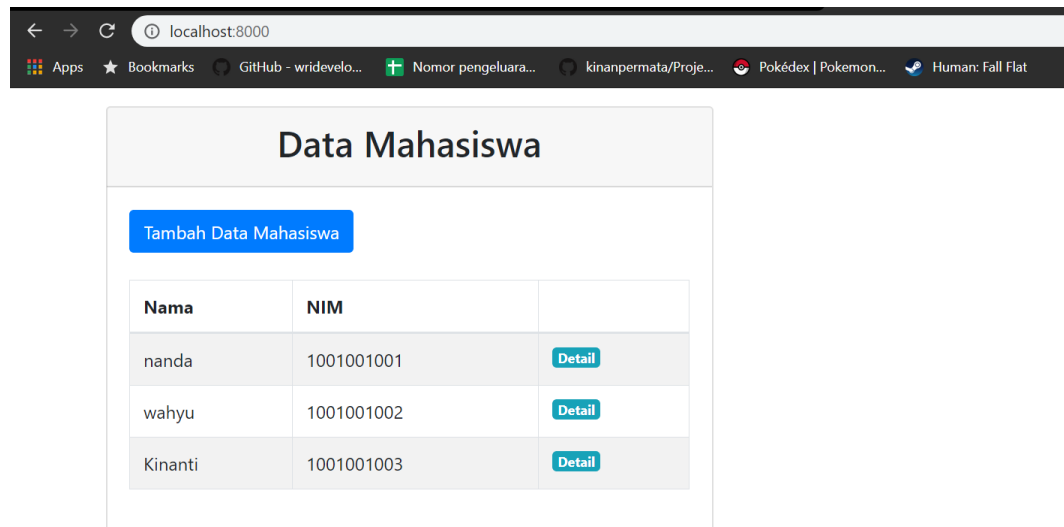 localhost:8000
Apps Bookmarks GitHub - wridevelo... Nomor pengeluara... kinanpermata/Proje... Pokédex | Pokemon... Human: Fall Flat
Data Mahasiswa
Tambah Data Mahasiswa
Nama NIM
nanda 1001001001 Detail
wahyu 1001001002 Detail
Kinanti 1001001003 Detail